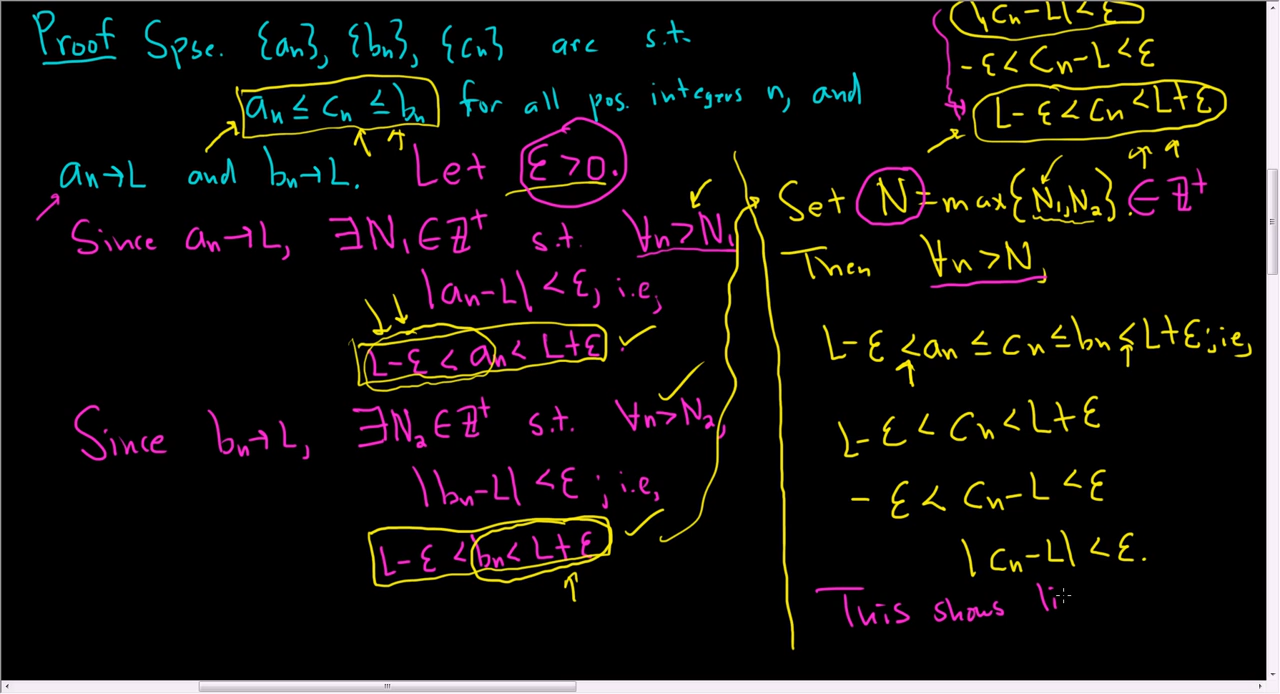 Proof Spse. {an}, {bn}, {cn} are s.t.
an ≤ cn ≤ bn for all pos. integers n, and
an→L and bn→L. Let ε>0.
Since an→L, ∃N₁∈ℤ⁺ s.t. ∀n>N₁
|an-L|<ε, i.e,
L-ε<an<L+ε.
Since bn→L, ∃N₂∈ℤ⁺ s.t. ∀n>N₂,
|bn-L|<ε; i.e,
L-ε<bn<L+ε
|cn-L|<ε
-ε<cn-L<ε
L-ε<cn<L+ε
Set N=max{N₁,N₂}.∈ℤ⁺
Then ∀n>N,
L-ε<an≤cn≤bn<L+ε; ie,
L-ε<cn<L+ε
-ε<cn-L<ε
|cn-L|<ε.
This shows li